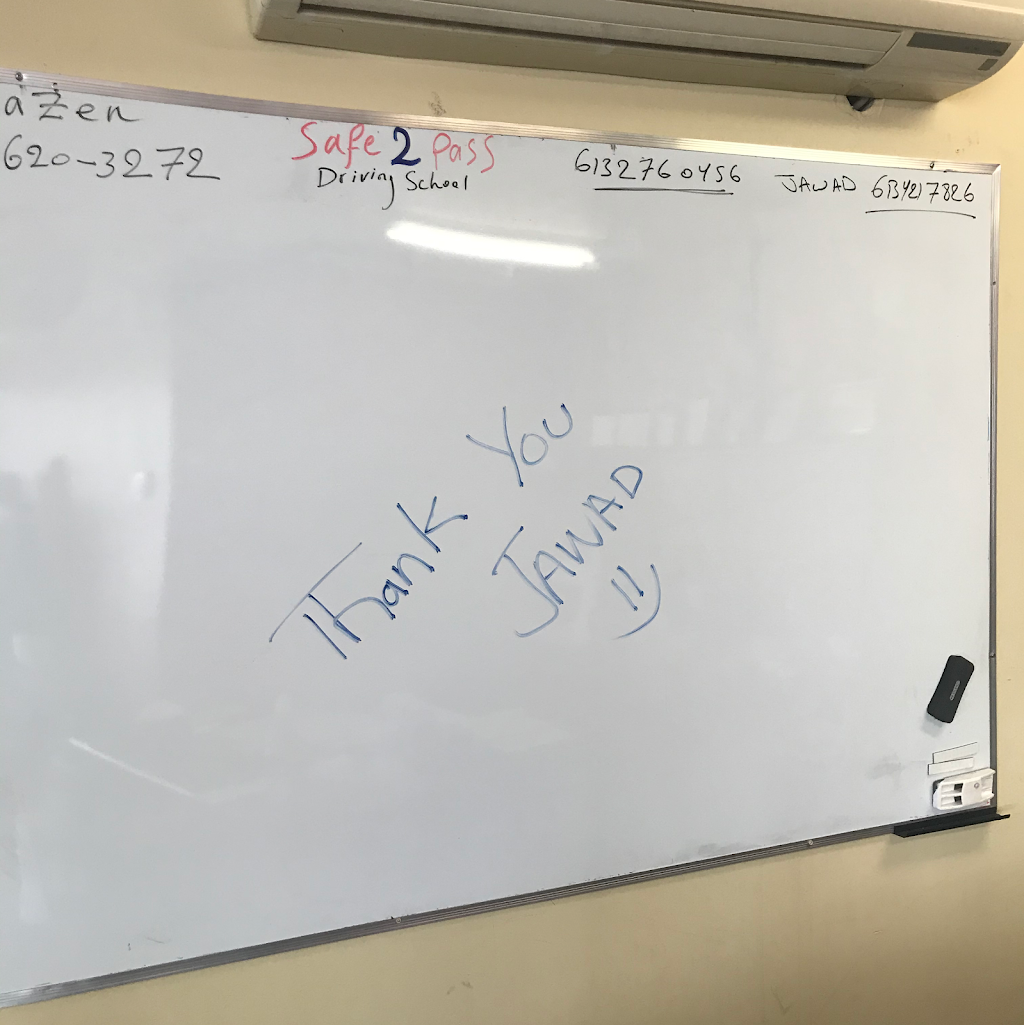 azen
620-3272
Safe 2 Pass
Driving School
6132760456
JAWAD 6134217826
Thank You
JAWAD